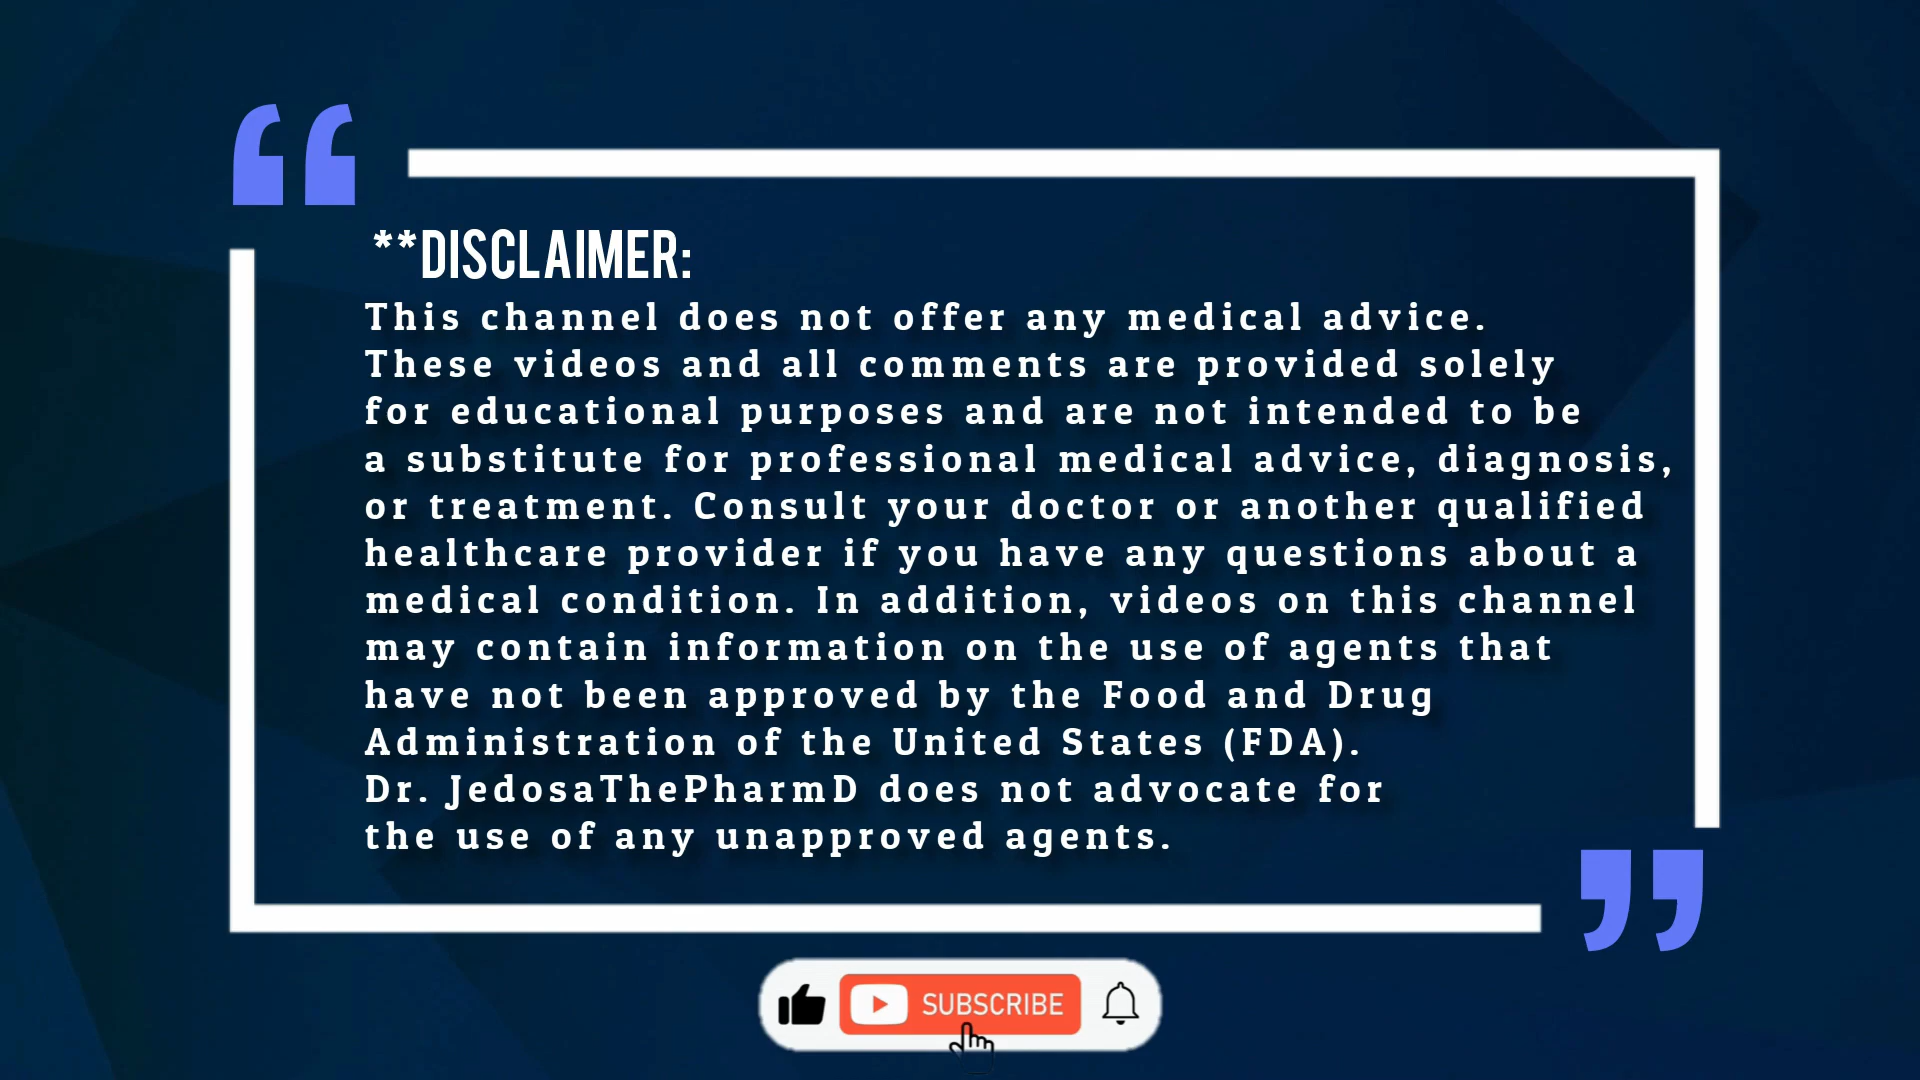 **DISCLAIMER:
This channel does not offer any medical advice.
These videos and all comments are provided solely
for educational purposes and are not intended to be
a substitute for professional medical advice, diagnosis,
or treatment. Consult your doctor or another qualified
healthcare provider if you have any questions about a
medical condition. In addition, videos on this channel
may contain information on the use of agents that
have not been approved by the Food and Drug
Administration of the United States (FDA).
Dr. JedosaThePharmD does not advocate for
the use of any unapproved agents.
SUBSCRIBE